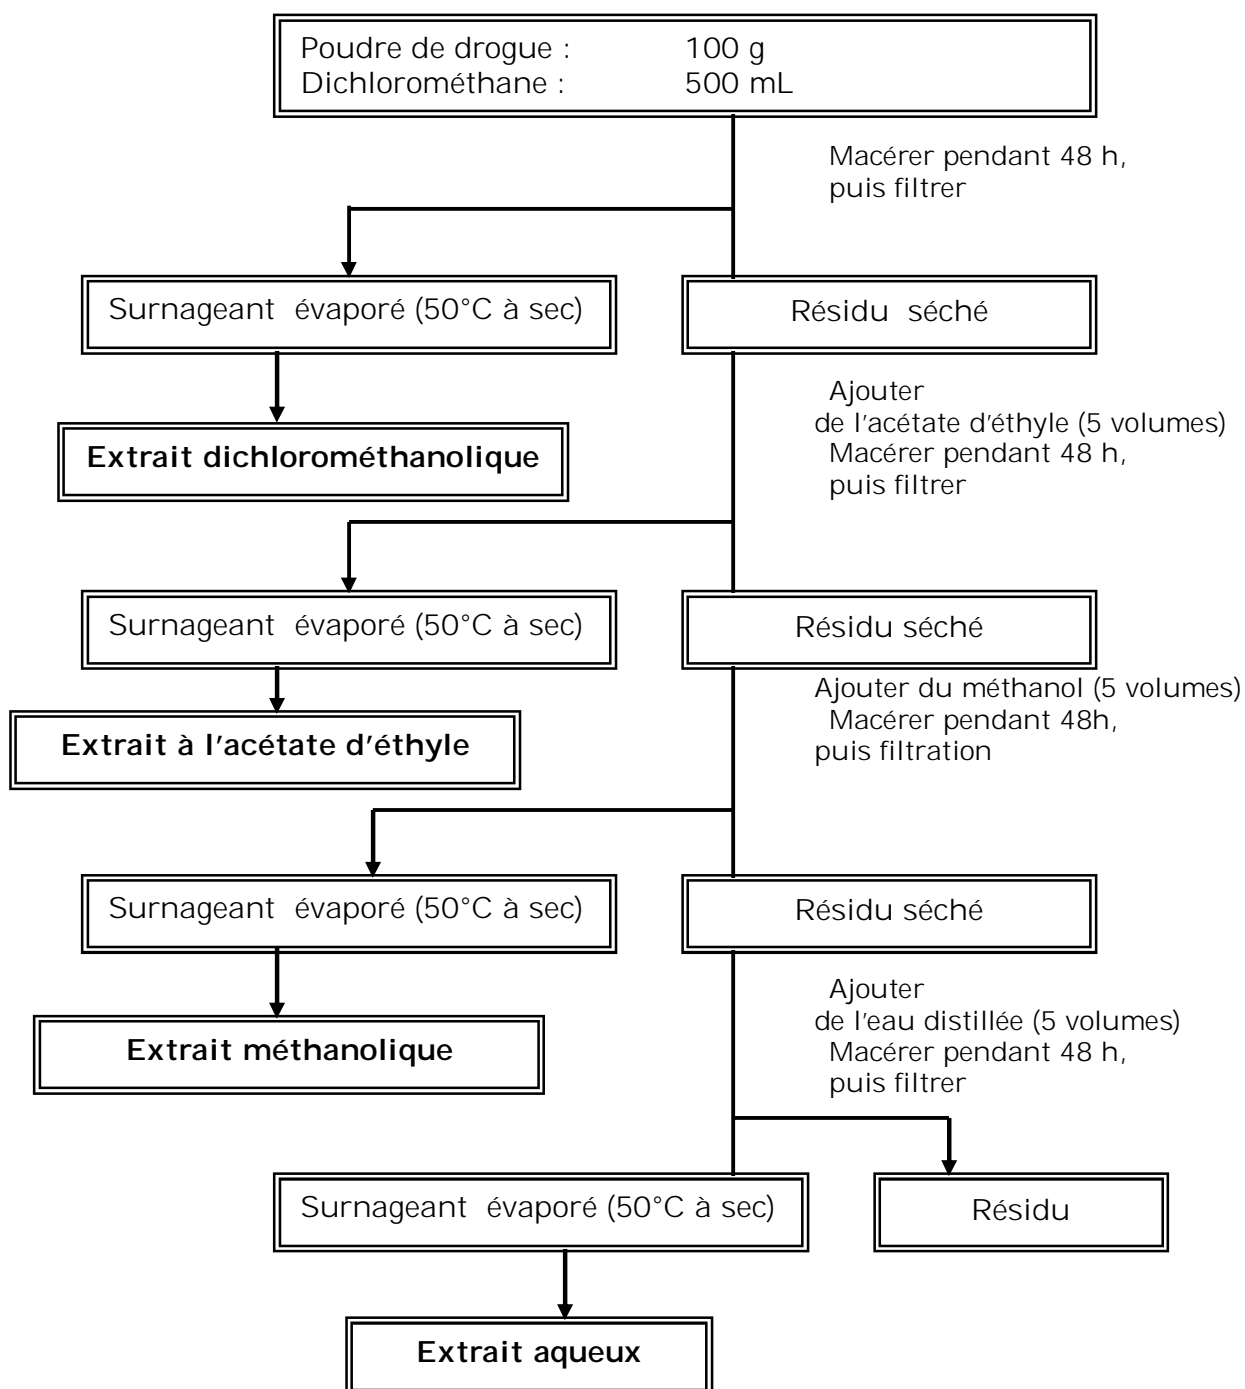 Poudre de drogue : 100 g
Dichlorométhane : 500 mL
Macérer pendant 48 h,
puis filtrer
Surnageant évaporé (50°C à sec)
Résidu séché
Extrait dichlorométhanolique
Ajouter
de l'acétate d'éthyle (5 volumes)
Macérer pendant 48 h,
puis filtrer
Surnageant évaporé (50°C à sec)
Résidu séché
Extrait à l'acétate d'éthyle
Ajouter du méthanol (5 volumes)
Macérer pendant 48h,
puis filtration
Surnageant évaporé (50°C à sec)
Résidu séché
Extrait méthanolique
Ajouter
de l'eau distillée (5 volumes)
Macérer pendant 48 h,
puis filtrer
Surnageant évaporé (50°C à sec)
Résidu
Extrait aqueux